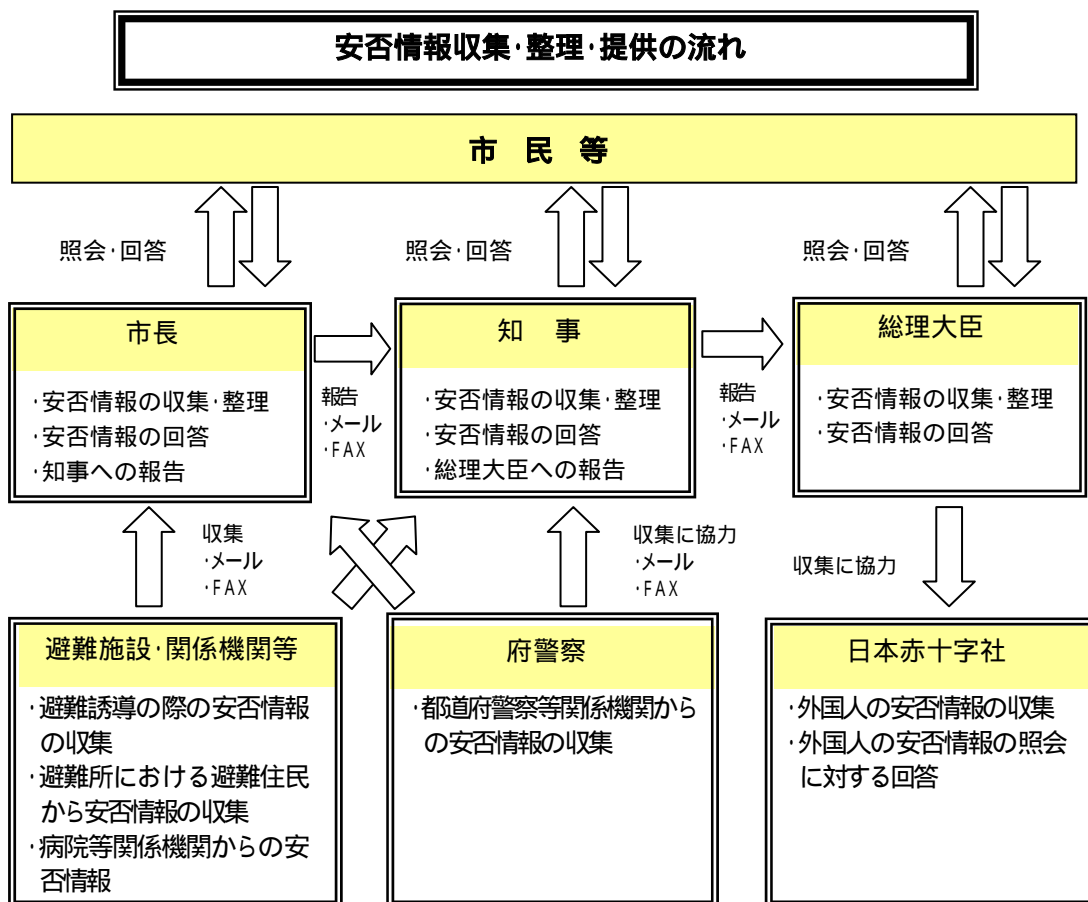 安否情報収集・整理・提供の流れ
市 民 等
照会・回答
照会・回答
照会・回答
市長
・安否情報の収集・整理
・安否情報の回答
・知事への報告
報告
・メール
・FAX
知 事
・安否情報の収集・整理
・安否情報の回答
・総理大臣への報告
報告
・メール
・FAX
総理大臣
・安否情報の収集・整理
・安否情報の回答
収集
・メール
・FAX
収集に協力
・メール
・FAX
収集に協力
避難施設・関係機関等
・避難誘導の際の安否情報
の収集
・避難所における避難住民
から安否情報の収集
・病院等関係機関からの安
否情報
府警察
・都道府警察等関係機関から
の安否情報の収集
日本赤十字社
・外国人の安否情報の収集
・外国人の安否情報の照会
に対する回答